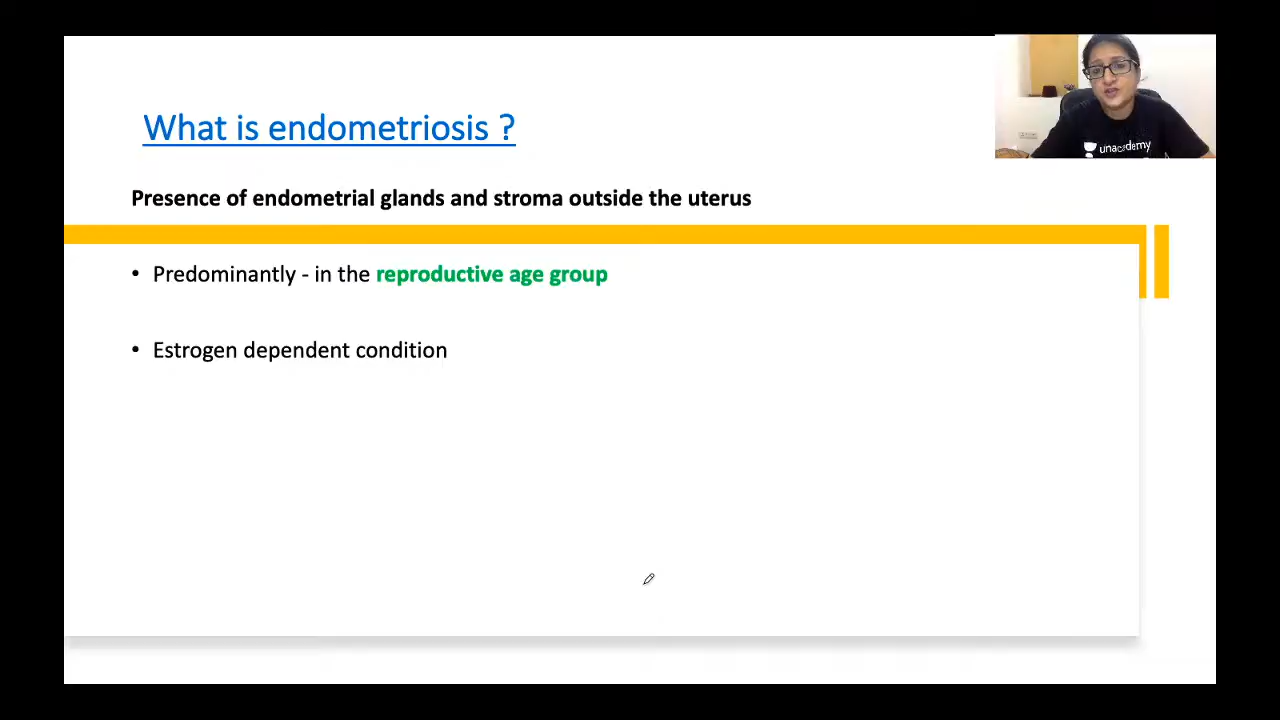 What is endometriosis ?
Presence of endometrial glands and stroma outside the uterus
• Predominantly - in the reproductive age group
• Estrogen dependent condition
unacademy